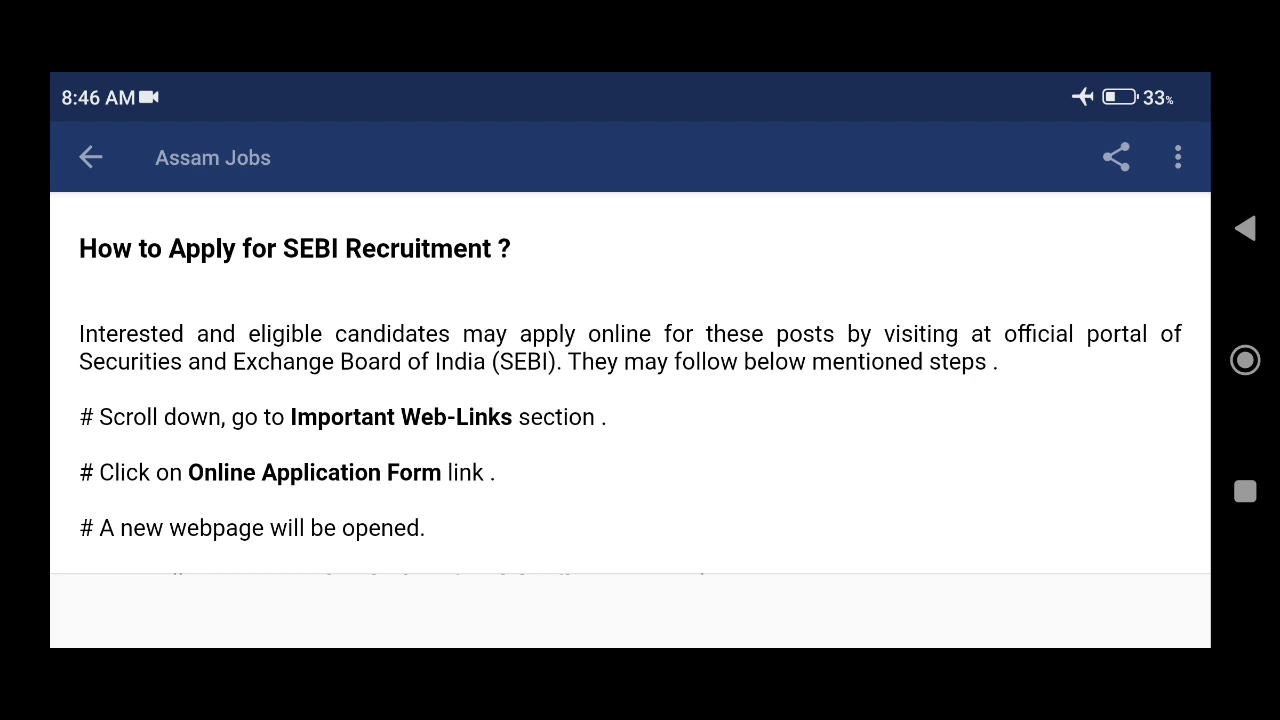 8:46 AM
33%
Assam Jobs
How to Apply for SEBI Recruitment ?
Interested and eligible candidates may apply online for these posts by visiting at official portal of
Securities and Exchange Board of India (SEBI). They may follow below mentioned steps .
# Scroll down, go to Important Web-Links section .
# Click on Online Application Form link .
# A new webpage will be opened.